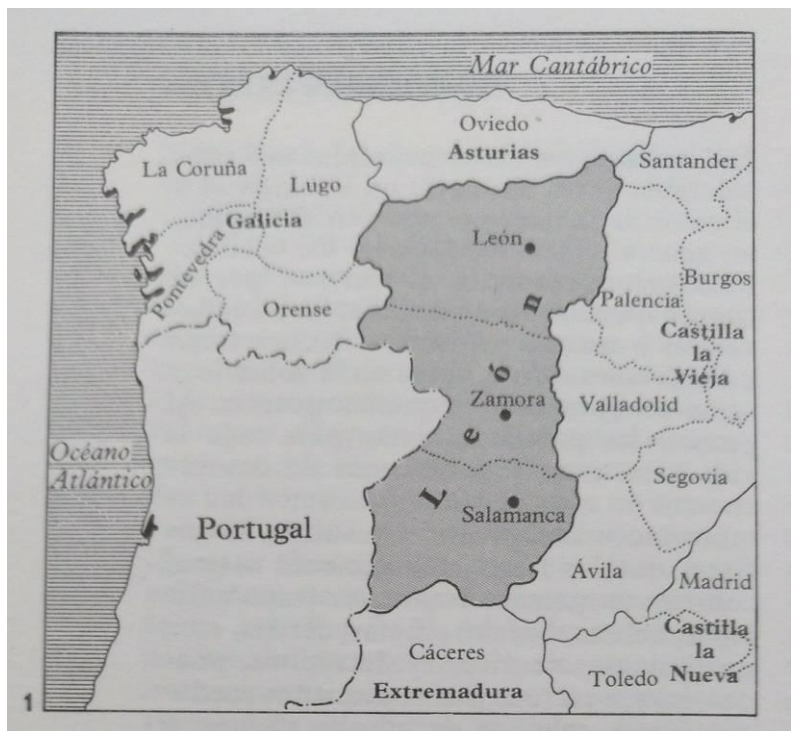 Mar Cantábrico
Oviedo
Asturias
Santander
La Coruña
Lugo
Galicia
Pontevedra
Orense
León
León
Zamora
Salamanca
Burgos
Palencia
Castilla
la
Vieja
Valladolid
Segovia
Océano
Atlántico
Portugal
Ávila
Madrid
Castilla
la
Nueva
Cáceres
Extremadura
Toledo
1